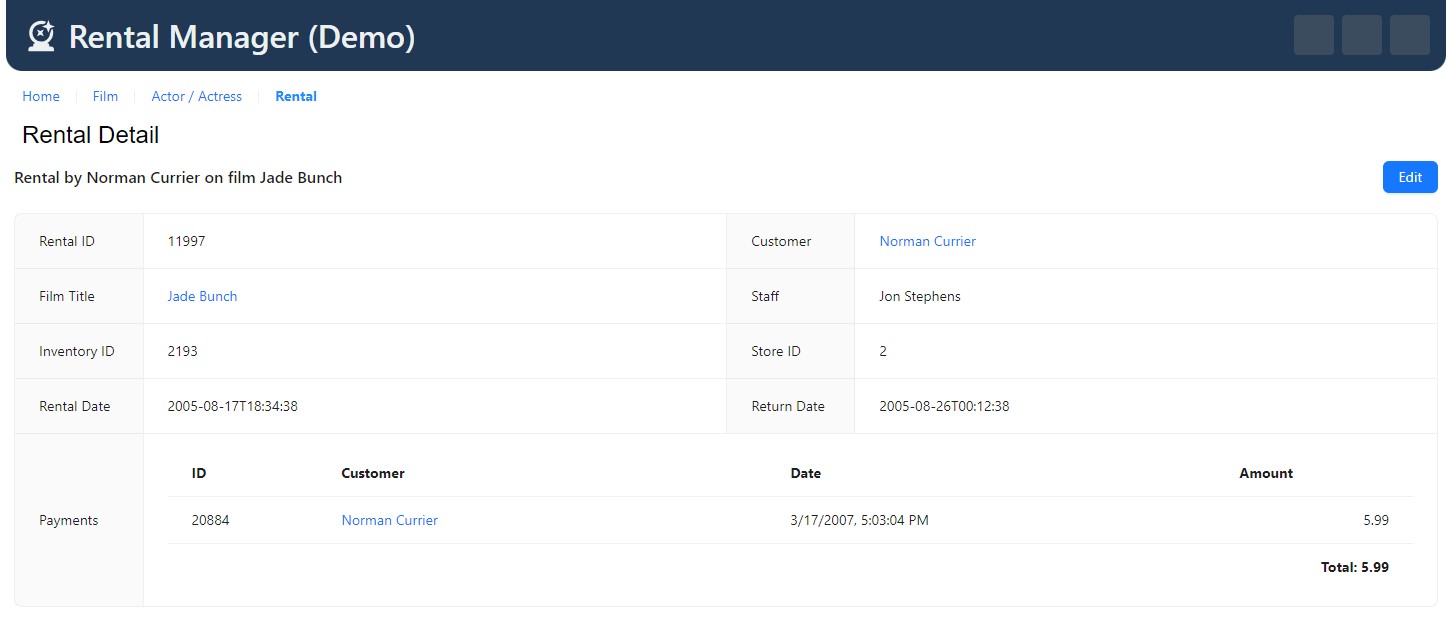 Rental Manager (Demo)
Home Film Actor / Actress Rental
Rental Detail
Rental by Norman Currier on film Jade Bunch
Edit
Rental ID 11997 Customer Norman Currier
Film Title Jade Bunch Staff Jon Stephens
Inventory ID 2193 Store ID 2
Rental Date 2005-08-17T18:34:38 Return Date 2005-08-26T00:12:38
ID Customer Date Amount
Payments 20884 Norman Currier 3/17/2007, 5:03:04 PM 5.99
Total: 5.99